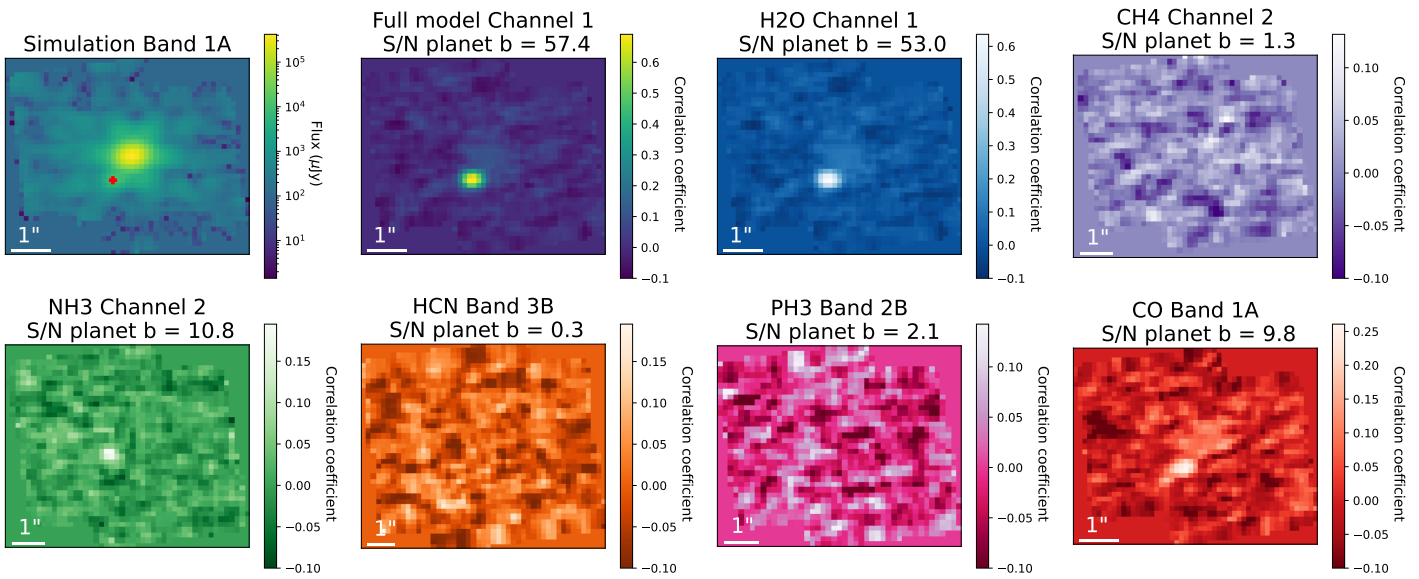 Simulation Band 1A
1"
10⁵
10⁴
10³
10²
10¹
Flux (μJy)
Full model Channel 1
S/N planet b = 57.4
1"
0.6
0.5
0.4
0.3
0.2
0.1
0.0
−0.1
Correlation coefficient
H2O Channel 1
S/N planet b = 53.0
1"
0.6
0.5
0.4
0.3
0.2
0.1
0.0
−0.1
Correlation coefficient
CH4 Channel 2
S/N planet b = 1.3
1"
0.10
0.05
0.00
−0.05
−0.10
Correlation coefficient
NH3 Channel 2
S/N planet b = 10.8
1"
0.15
0.10
0.05
0.00
−0.05
−0.10
Correlation coefficient
HCN Band 3B
S/N planet b = 0.3
1"
0.15
0.10
0.05
0.00
−0.05
−0.10
Correlation coefficient
PH3 Band 2B
S/N planet b = 2.1
1"
0.10
0.05
0.00
−0.05
−0.10
Correlation coefficient
CO Band 1A
S/N planet b = 9.8
1"
0.25
0.20
0.15
0.10
0.05
0.00
−0.05
−0.10
Correlation coefficient